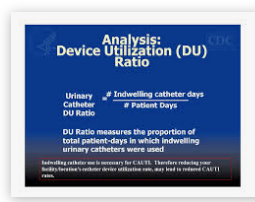 CDC
Analysis:
Device Utilization (DU)
Ratio
Urinary
Catheter
DU Ratio
= # Indwelling catheter days
# Patient Days
DU Ratio measures the proportion of
total patient-days in which indwelling
urinary catheters were used
Indwelling catheter use is necessary for CAUTI. Therefore reducing your
facility/location's catheter device utilization rate, may lead to reduced CAUTI
rates.